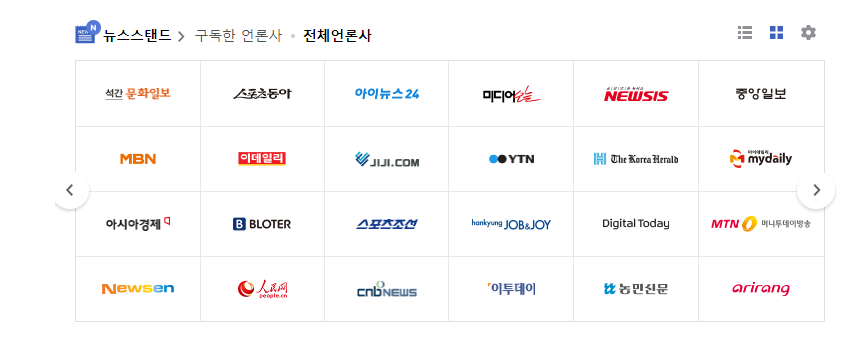 뉴스스탠드 > 구독한 언론사 • 전체언론사
석간 문화일보
스포츠동아
아이뉴스24
미디어오늘
NEWSIS
중앙일보
MBN
이데일리
JIJI.COM
YTN
The Korea Herald
마이데일리
mydaily
아시아경제
B BLOTER
스포츠조선
hankyung JOB&JOY
Digital Today
MTN 머니투데이방송
Newsen
人民网
people.cn
cnbNEWS
이투데이
농민신문
arirang